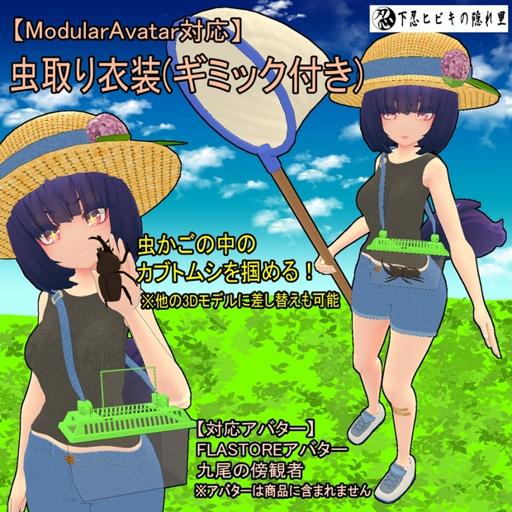 【ModularAvatar対応】
虫取り衣装(ギミック付き)
忍 下忍ヒビキの隠れ里
虫かごの中の
カブトムシを掴める！
※他の3Dモデルに差し替えも可能
【対応アバター】
FLASTOREアバター
九尾の傍観者
※アバターは商品に含まれません